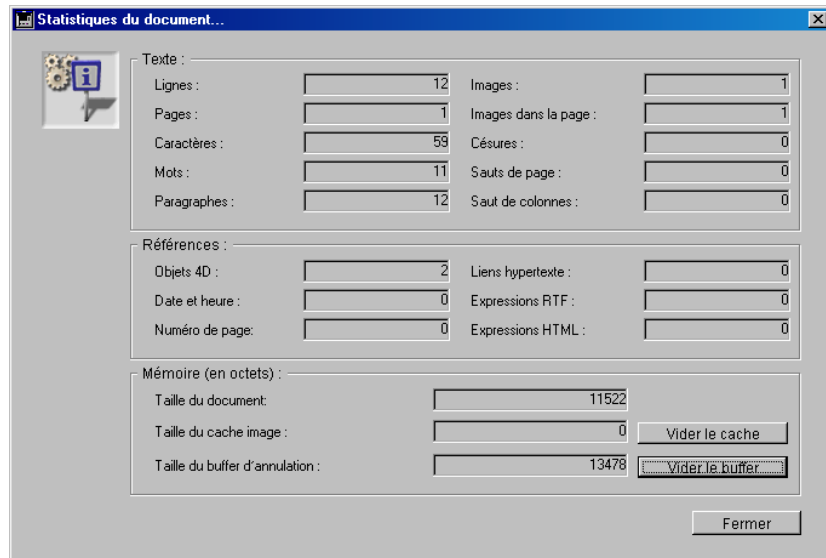 Statistiques du document...
Texte :
Lignes : 12 Images : 1
Pages : 1 Images dans la page : 1
Caractères : 59 Césures : 0
Mots : 11 Sauts de page : 0
Paragraphes : 12 Saut de colonnes : 0
Références :
Objets 4D : 2 Liens hypertexte : 0
Date et heure : 0 Expressions RTF : 0
Numéro de page: 0 Expressions HTML : 0
Mémoire (en octets) :
Taille du document: 11522
Taille du cache image : 0 Vider le cache
Taille du buffer d'annulation : 13478 Vider le buffer
Fermer